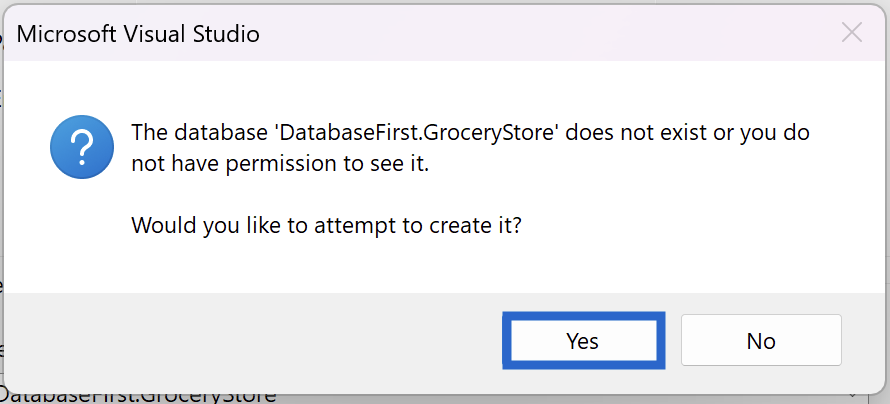 Microsoft Visual Studio
The database 'DatabaseFirst.GroceryStore' does not exist or you do
not have permission to see it.
Would you like to attempt to create it?
Yes
No
DatabaseFirst.GroceryStore